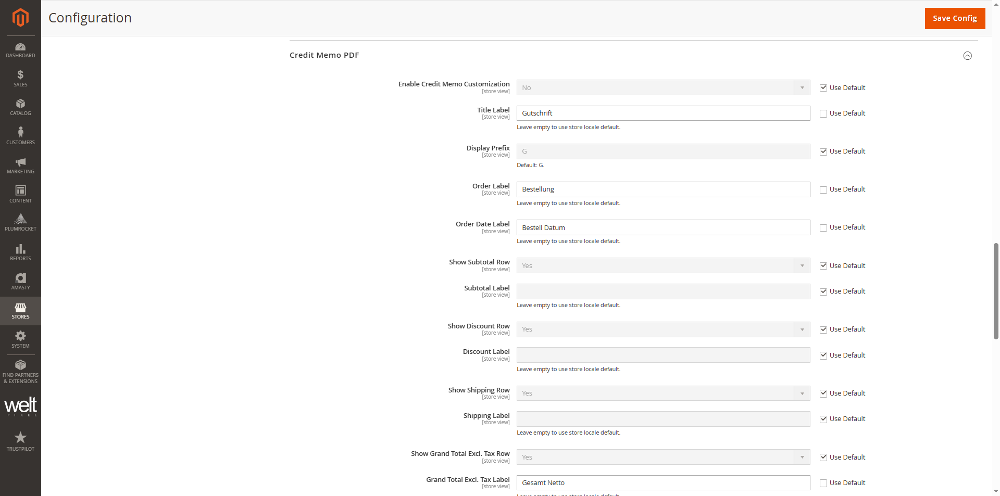 Configuration
Save Config
DASHBOARD
SALES
CATALOG
CUSTOMERS
MARKETING
CONTENT
PLUMROCKET
REPORTS
AMASTY
STORES
SYSTEM
FIND PARTNERS
& EXTENSIONS
welt
PIXEL
TRUSTPILOT
Credit Memo PDF
Enable Credit Memo Customization
[store view]
No
Use Default
Title Label
[store view]
Gutschrift
Use Default
Leave empty to use store locale default.
Display Prefix
[store view]
G
Use Default
Default: G.
Order Label
[store view]
Bestellung
Use Default
Leave empty to use store locale default.
Order Date Label
[store view]
Bestell Datum
Use Default
Leave empty to use store locale default.
Show Subtotal Row
[store view]
Yes
Use Default
Subtotal Label
[store view]
Use Default
Leave empty to use store locale default.
Show Discount Row
[store view]
Yes
Use Default
Discount Label
[store view]
Use Default
Leave empty to use store locale default.
Show Shipping Row
[store view]
Yes
Use Default
Shipping Label
[store view]
Use Default
Leave empty to use store locale default.
Show Grand Total Excl. Tax Row
[store view]
Yes
Use Default
Grand Total Excl. Tax Label
[store view]
Gesamt Netto
Use Default